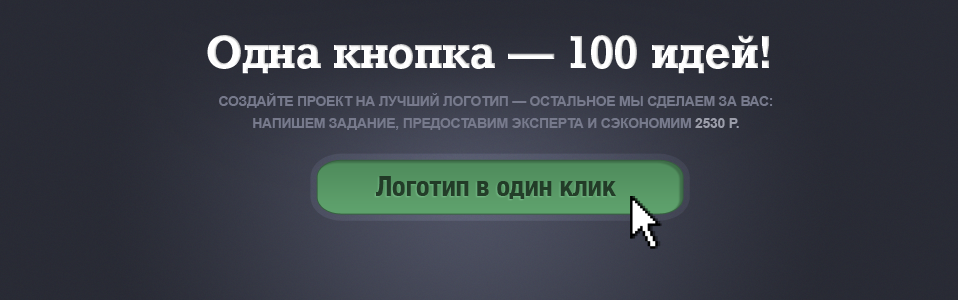 Одна кнопка — 100 идей!
СОЗДАЙТЕ ПРОЕКТ НА ЛУЧШИЙ ЛОГОТИП — ОСТАЛЬНОЕ МЫ СДЕЛАЕМ ЗА ВАС:
НАПИШЕМ ЗАДАНИЕ, ПРЕДОСТАВИМ ЭКСПЕРТА И СЭКОНОМИМ 2530 Р.
Логотип в один клик